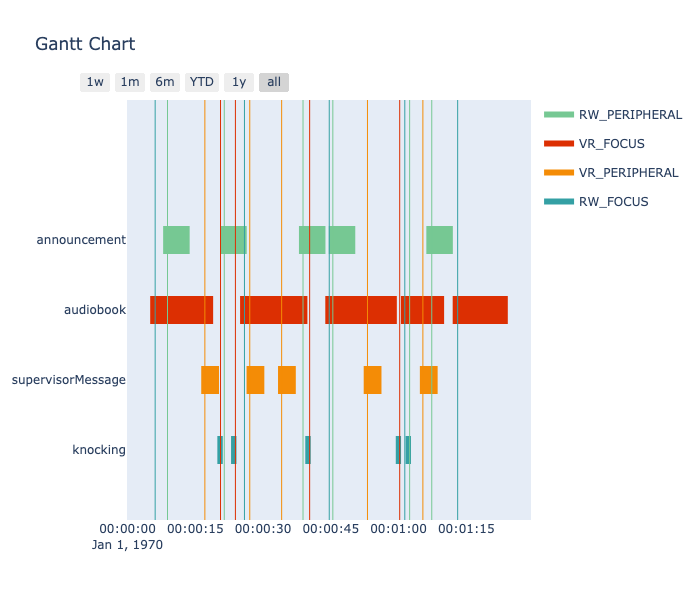 Gantt Chart
1w 1m 6m YTD 1y all
RW_PERIPHERAL
VR_FOCUS
VR_PERIPHERAL
RW_FOCUS
announcement
audiobook
supervisorMessage
knocking
00:00:00 00:00:15 00:00:30 00:00:45 00:01:00 00:01:15
Jan 1, 1970